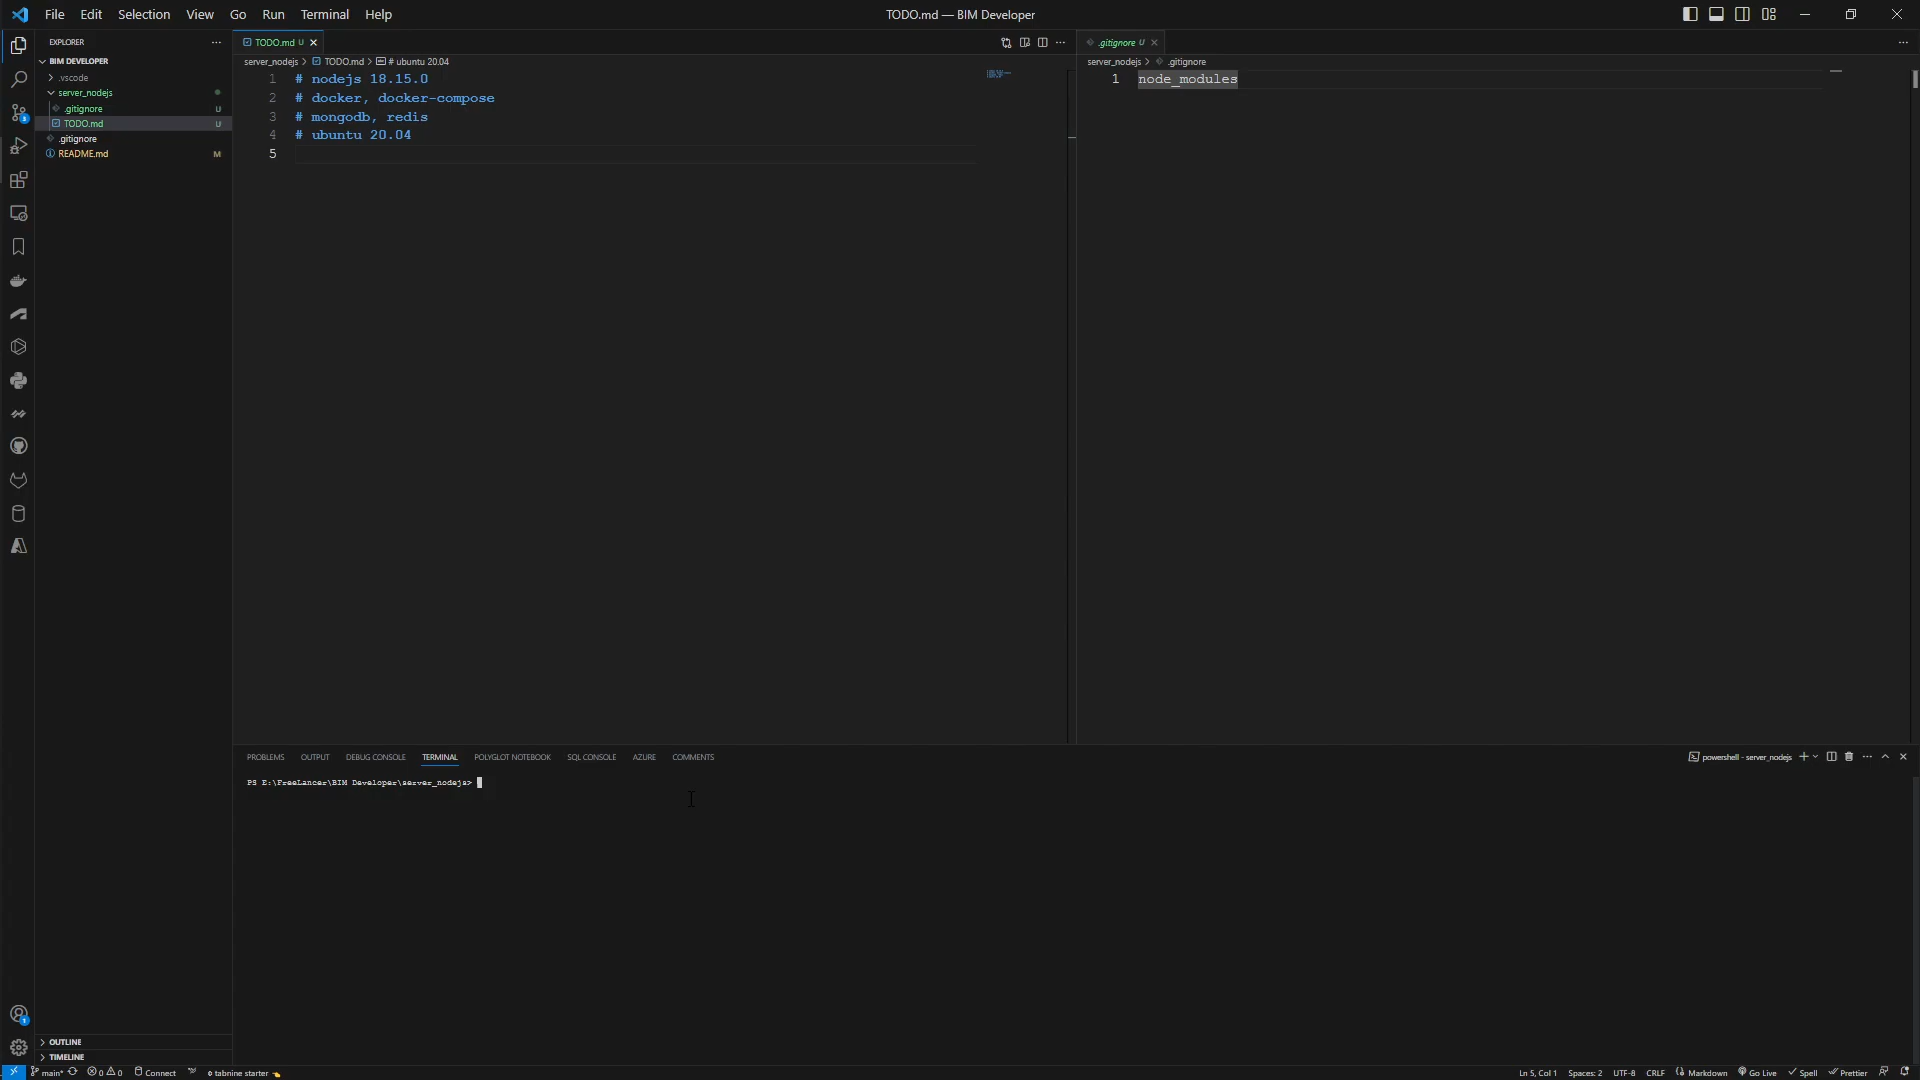 File Edit Selection View Go Run Terminal Help
TODO.md — BIM Developer
EXPLORER
BIM DEVELOPER
.vscode
server_nodejs
.gitignore U
TODO.md U
.gitignore
README.md M
OUTLINE
TIMELINE
TODO.md U
server_nodejs > TODO.md > # ubuntu 20.04
1 # nodejs 18.15.0
2 # docker, docker-compose
3 # mongodb, redis
4 # ubuntu 20.04
5
.gitignore U
server_nodejs > .gitignore
1 node_modules
PROBLEMS OUTPUT DEBUG CONSOLE TERMINAL POLYGLOT NOTEBOOK SQL CONSOLE AZURE COMMENTS
powershell - server_nodejs
PS E:\FreeLancer\BIM Developer\server_nodejs>
main* 0 0 Connect tabnine starter
Ln 5, Col 1 Spaces: 2 UTF-8 CRLF Markdown Go Live Spell Prettier